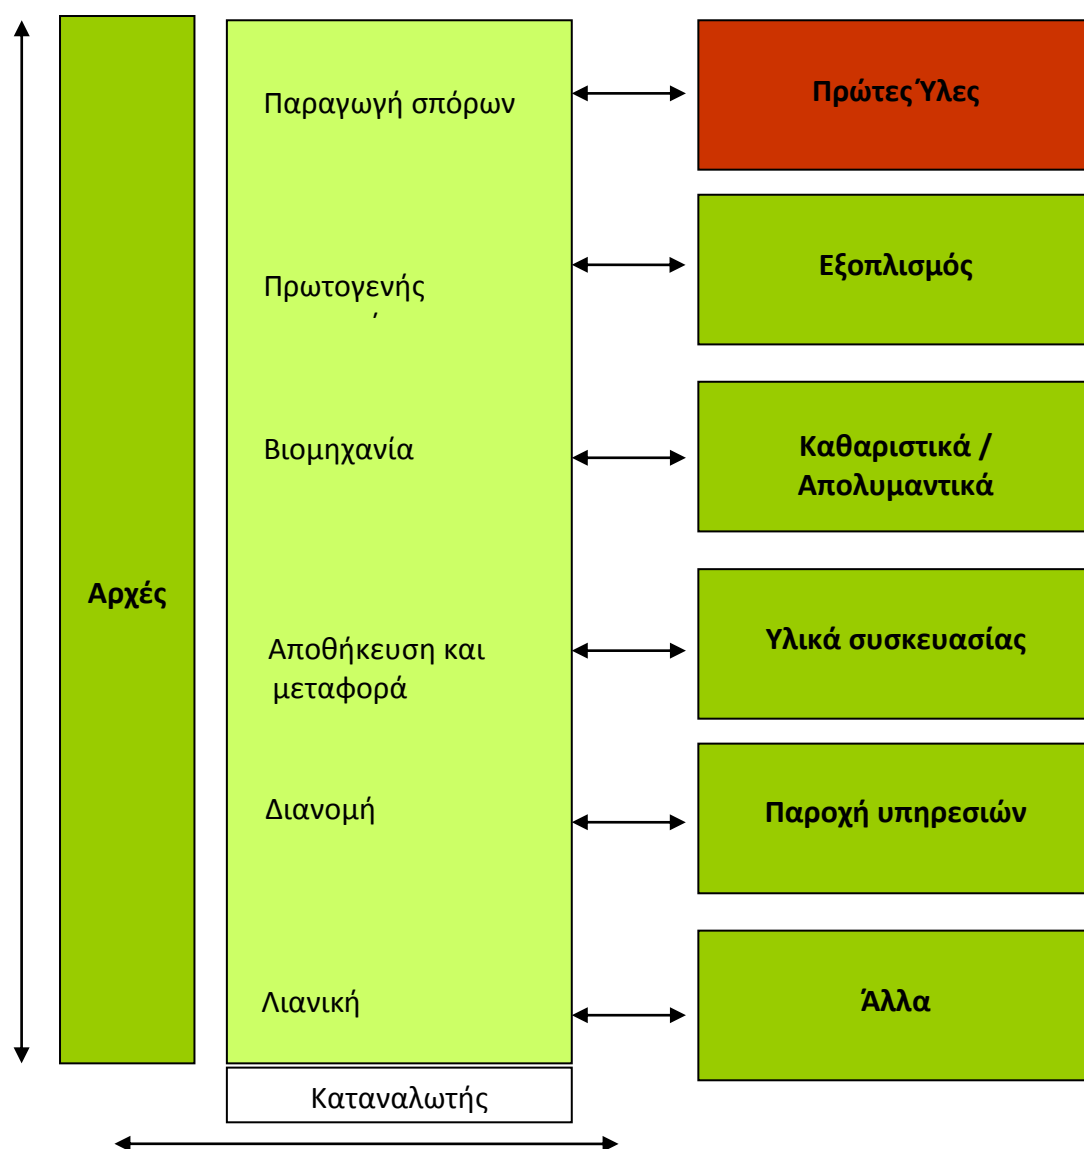 Παραγωγή σπόρων
Πρώτες Ύλες
Πρωτογενής
Εξοπλισμός
Βιομηχανία
Καθαριστικά /
Απολυμαντικά
Αρχές
Αποθήκευση και
μεταφορά
Υλικά συσκευασίας
Διανομή
Παροχή υπηρεσιών
Λιανική
Άλλα
Καταναλωτής